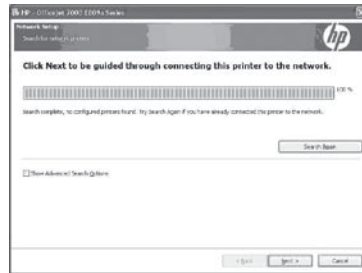 HP - Officejet 7000 E809a Series
Network Setup
Search for network printers
hp
Click Next to be guided through connecting this printer to the network.
100 %
Search complete, no configured printers found. Try Search Again if you have already connected this printer to the network.
Search Again
Show Advanced Search Options
< Back
Next >
Cancel